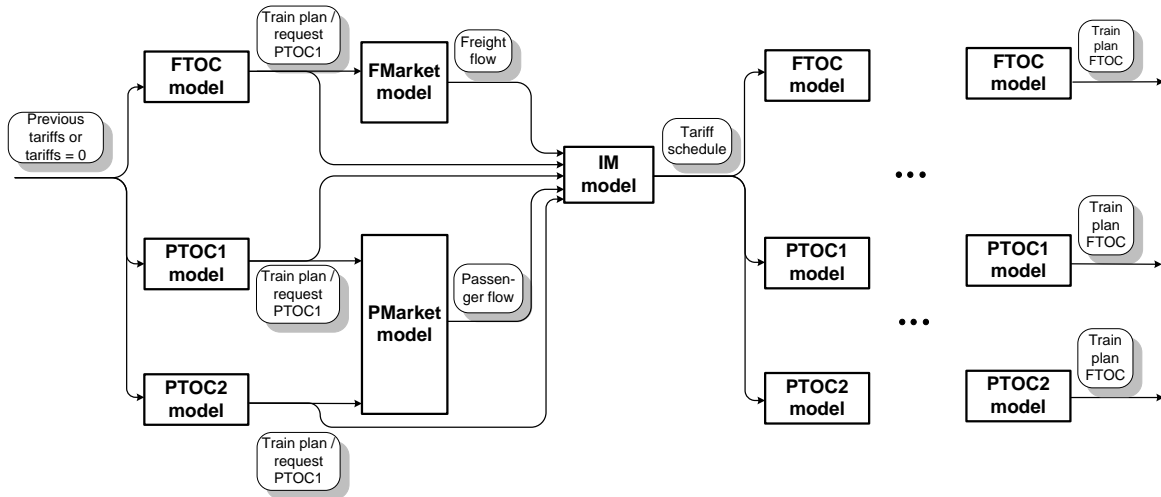 Previous
tariffs or
tariffs = 0
FTOC
model
PTOC1
model
PTOC2
model
Train plan /
request
PTOC1
Train plan /
request
PTOC1
Train plan /
request
PTOC1
FMarket
model
PMarket
model
Freight
flow
Passen-
ger flow
IM
model
Tariff
schedule
FTOC
model
PTOC1
model
PTOC2
model
...
...
FTOC
model
PTOC1
model
PTOC2
model
Train
plan
FTOC
Train
plan
FTOC
Train
plan
FTOC